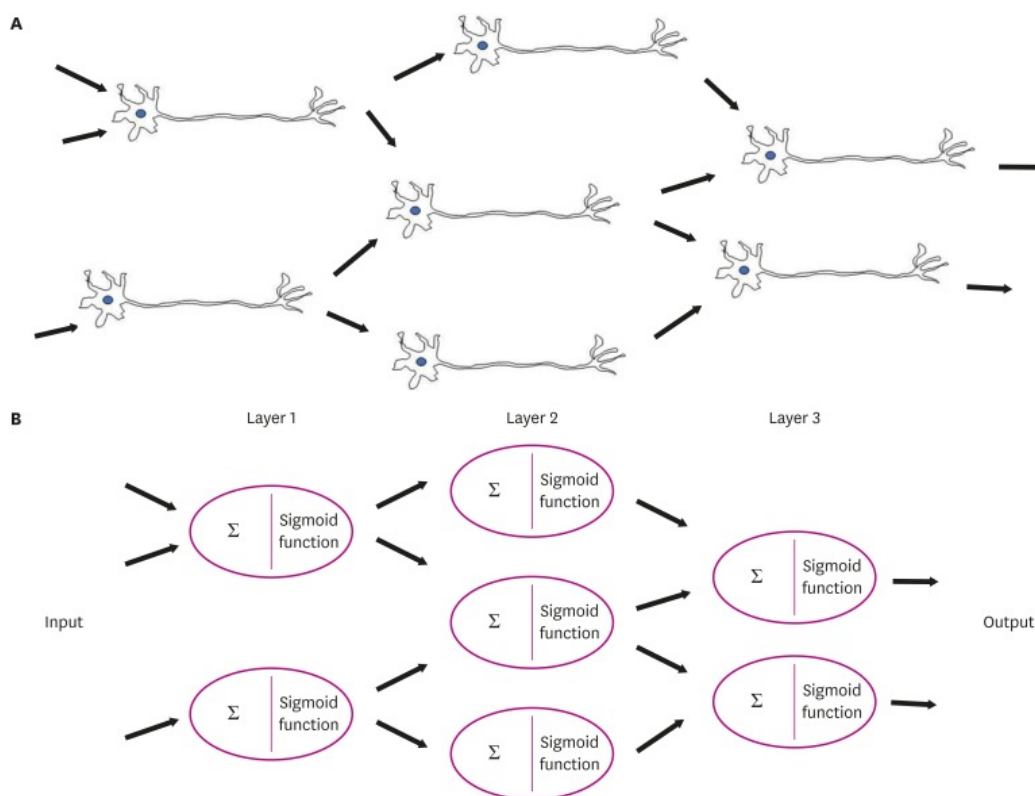 A
B
Layer 1
Layer 2
Layer 3
Σ
Sigmoid
function
Σ
Sigmoid
function
Σ
Sigmoid
function
Σ
Sigmoid
function
Input
Output
Σ
Sigmoid
function
Σ
Sigmoid
function
Σ
Sigmoid
function